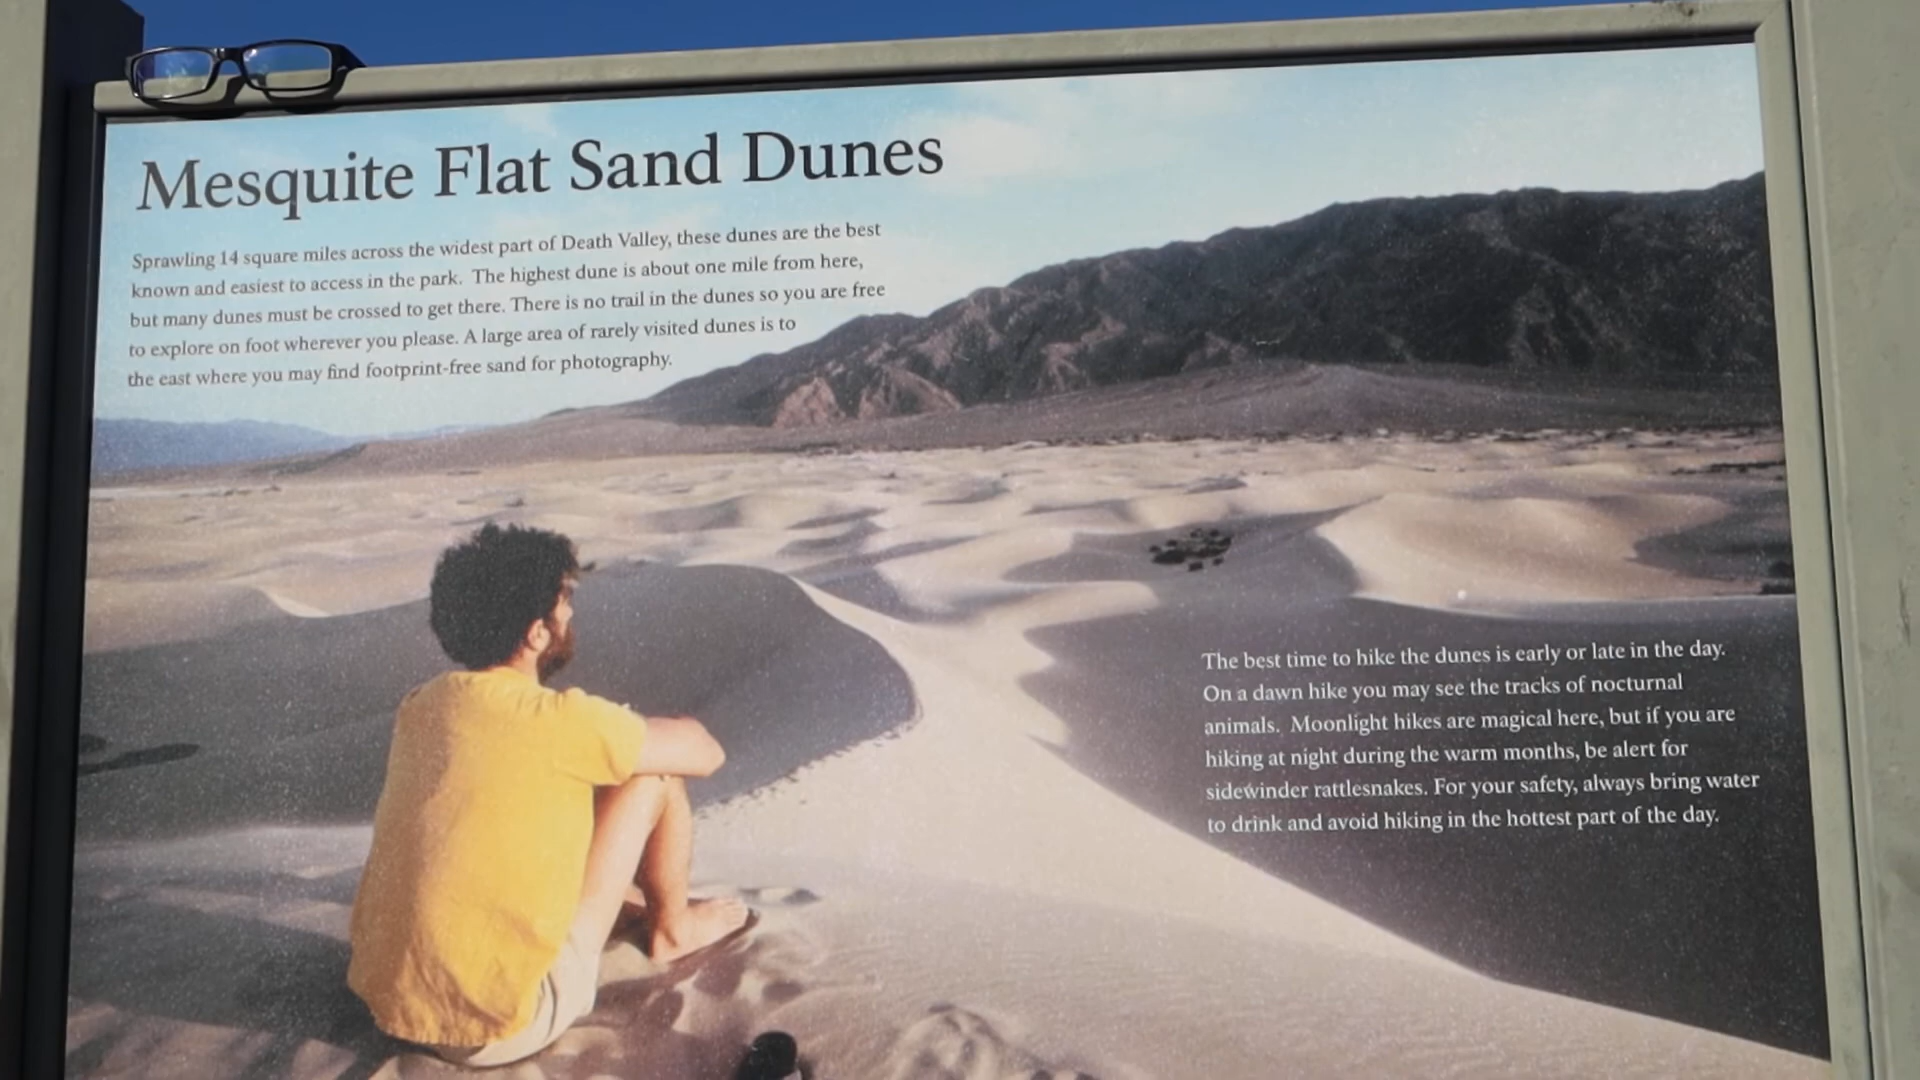 Mesquite Flat Sand Dunes
Sprawling 14 square miles across the widest part of Death Valley, these dunes are the best
known and easiest to access in the park. The highest dune is about one mile from here,
but many dunes must be crossed to get there. There is no trail in the dunes so you are free
to explore on foot wherever you please. A large area of rarely visited dunes is to
the east where you may find footprint-free sand for photography.
The best time to hike the dunes is early or late in the day.
On a dawn hike you may see the tracks of nocturnal
animals. Moonlight hikes are magical here, but if you are
hiking at night during the warm months, be alert for
sidewinder rattlesnakes. For your safety, always bring water
to drink and avoid hiking in the hottest part of the day.